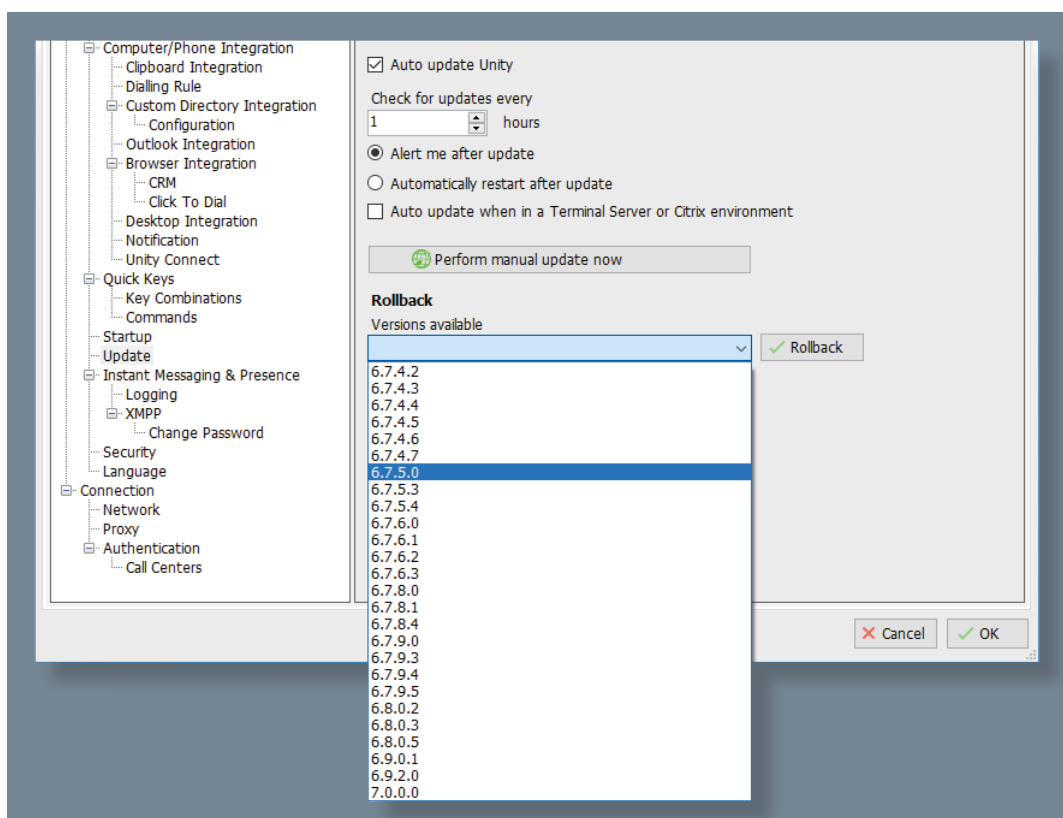 Computer/Phone Integration
Clipboard Integration
Dialling Rule
Custom Directory Integration
Configuration
Outlook Integration
Browser Integration
CRM
Click To Dial
Desktop Integration
Notification
Unity Connect
Quick Keys
Key Combinations
Commands
Startup
Update
Instant Messaging & Presence
Logging
XMPP
Change Password
Security
Language
Connection
Network
Proxy
Authentication
Call Centers
Auto update Unity
Check for updates every
1 hours
Alert me after update
Automatically restart after update
Auto update when in a Terminal Server or Citrix environment
Perform manual update now
Rollback
Versions available
Rollback
6.7.4.2
6.7.4.3
6.7.4.4
6.7.4.5
6.7.4.6
6.7.4.7
6.7.5.0
6.7.5.3
6.7.5.4
6.7.6.0
6.7.6.1
6.7.6.2
6.7.6.3
6.7.8.0
6.7.8.1
6.7.8.4
6.7.9.0
6.7.9.3
6.7.9.4
6.7.9.5
6.8.0.2
6.8.0.3
6.8.0.5
6.9.0.1
6.9.2.0
7.0.0.0
Cancel OK